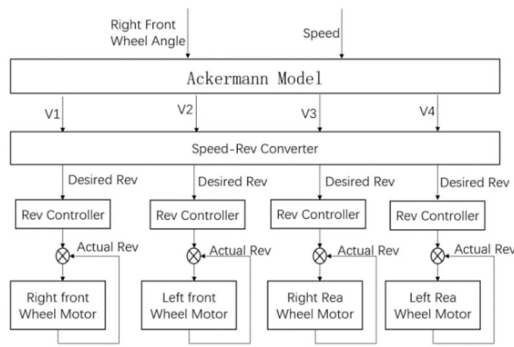 Right Front
Wheel Angle
Speed
Ackermann Model
V1
V2
V3
V4
Speed-Rev Converter
Desired Rev
Desired Rev
Desired Rev
Desired Rev
Rev Controller
Rev Controller
Rev Controller
Rev Controller
Actual Rev
Actual Rev
Actual Rev
Actual Rev
Right front
Wheel Motor
Left front
Wheel Motor
Right Rea
Wheel Motor
Left Rea
Wheel Motor